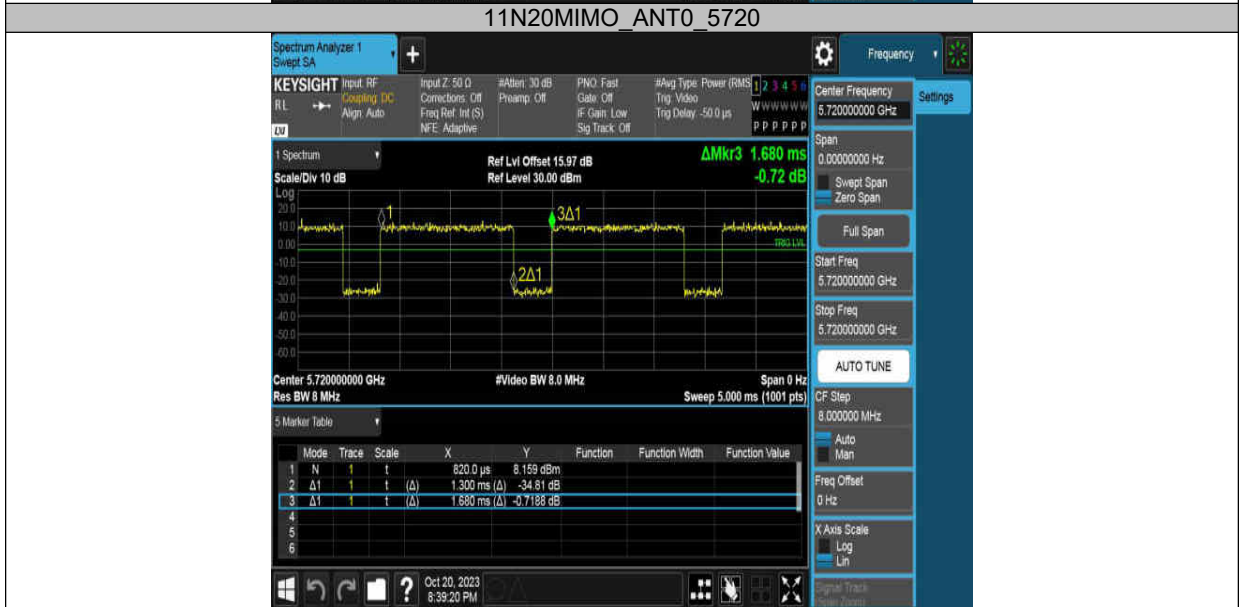 11N20MIMO_ANT0_5720
Spectrum Analyzer 1
Swept SA
+
Frequency
KEYSIGHT
RL
LXI
Input: RF
Coupling: DC
Align: Auto
Input Z: 50 Ω
Corrections: Off
Freq Ref: Int (S)
NFE: Adaptive
#Atten: 30 dB
Preamp: Off
PNO: Fast
Gate: Off
IF Gain: Low
Sig Track: Off
#Avg Type: Power (RMS
Trig: Video
Trig Delay: -50.0 µs
1 2 3 4 5 6
W W W W W W
P P P P P P
Center Frequency
5.720000000 GHz
Settings
1 Spectrum
Scale/Div 10 dB
Ref Lvl Offset 15.97 dB
Ref Level 30.00 dBm
ΔMkr3 1.680 ms
-0.72 dB
Span
0.00000000 Hz
Swept Span
Zero Span
Full Span
Start Freq
5.720000000 GHz
Stop Freq
5.720000000 GHz
AUTO TUNE
Log
20.0
10.0
0.00
-10.0
-20.0
-30.0
-40.0
-50.0
-60.0
1
3Δ1
2Δ1
TRIG LVL
Center 5.720000000 GHz
#Video BW 8.0 MHz
Span 0 Hz
Res BW 8 MHz
Sweep 5.000 ms (1001 pts)
CF Step
8.000000 MHz
Auto
Man
Freq Offset
0 Hz
X Axis Scale
Log
Lin
Signal Track
(Span Zoom)
5 Marker Table
Mode Trace Scale X Y Function Function Width Function Value
1 N 1 t 820.0 µs 8.159 dBm
2 Δ1 1 t (Δ) 1.300 ms (Δ) -34.81 dB
3 Δ1 1 t (Δ) 1.680 ms (Δ) -0.7188 dB
4
5
6
?
Oct 20, 2023
8:39:20 PM